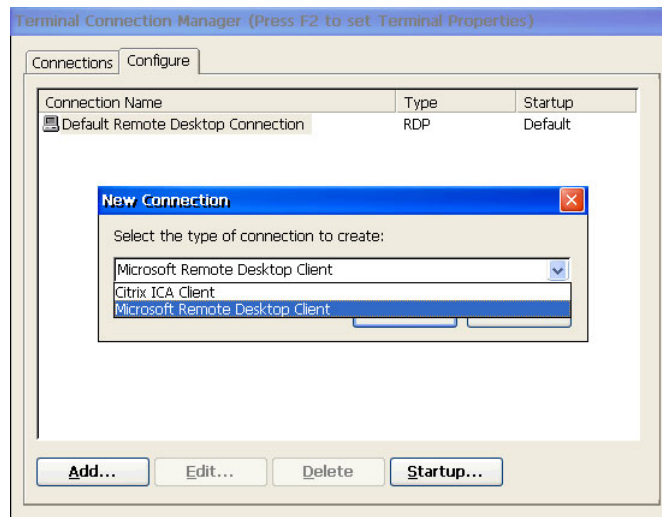 Terminal Connection Manager (Press F2 to set Terminal Properties)
Connections Configure
Connection Name Type Startup
Default Remote Desktop Connection RDP Default
New Connection
Select the type of connection to create:
Microsoft Remote Desktop Client
Citrix ICA Client
Microsoft Remote Desktop Client
Add... Edit... Delete Startup...